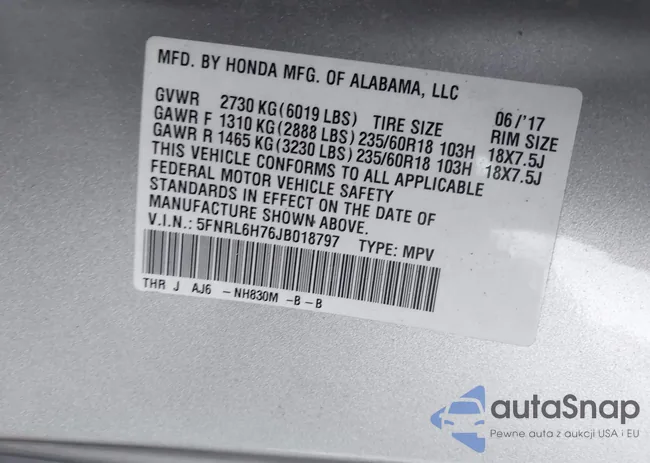 MFD. BY HONDA MFG. OF ALABAMA, LLC
GVWR 2730 KG(6019 LBS) TIRE SIZE 06/'17 RIM SIZE
GAWR F 1310 KG(2888 LBS) 235/60R18 103H 18X7.5J
GAWR R 1465 KG(3230 LBS) 235/60R18 103H 18X7.5J
THIS VEHICLE CONFORMS TO ALL APPLICABLE
FEDERAL MOTOR VEHICLE SAFETY
STANDARDS IN EFFECT ON THE DATE OF
MANUFACTURE SHOWN ABOVE.
V.I.N.: 5FNRL6H76JB018797 TYPE: MPV
THR J AJ6 -NH830M -B-B
autaSnap
Pewne auta z aukcji USA i EU